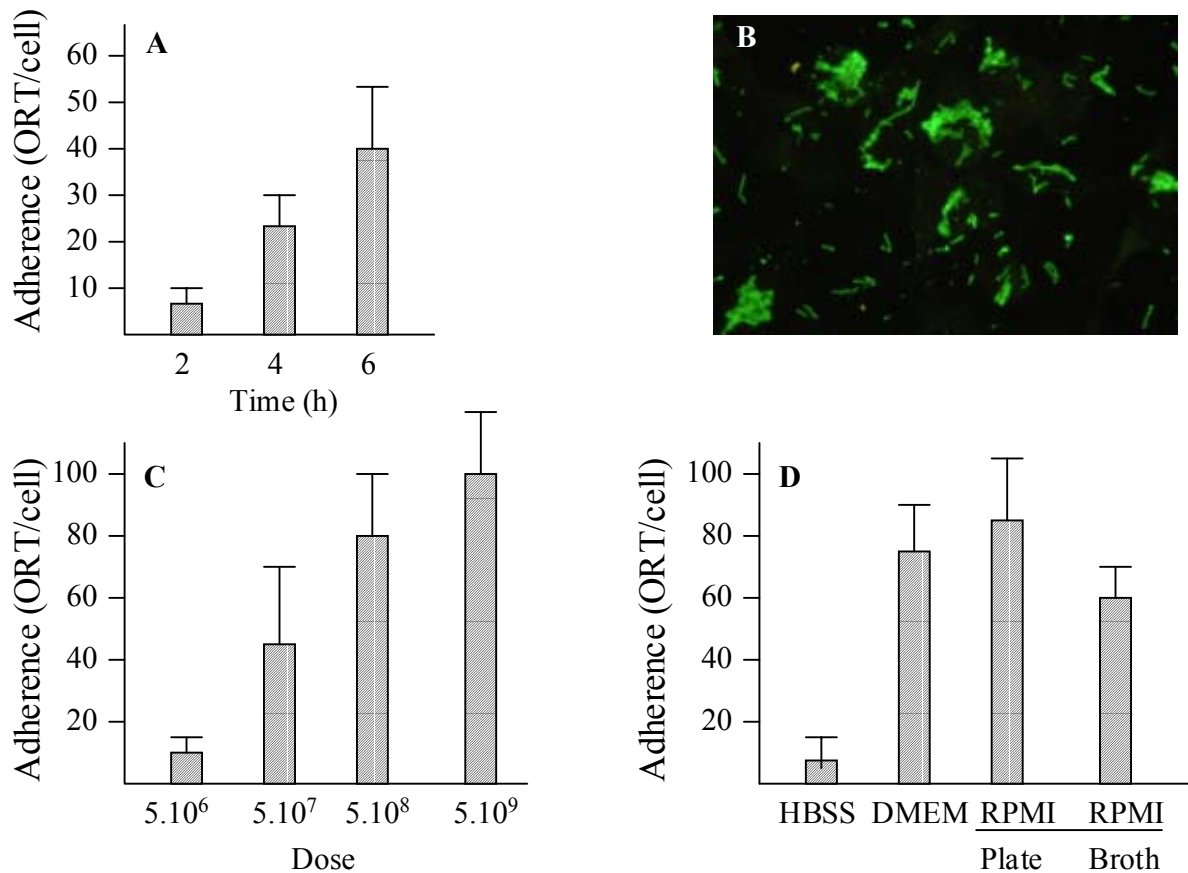 A
Adherence (ORT/cell)
60
50
40
30
20
10
2 4 6
Time (h)
B
C
Adherence (ORT/cell)
100
80
60
40
20
5.10⁶ 5.10⁷ 5.10⁸ 5.10⁹
Dose
D
Adherence (ORT/cell)
100
80
60
40
20
HBSS DMEM RPMI RPMI
Plate Broth